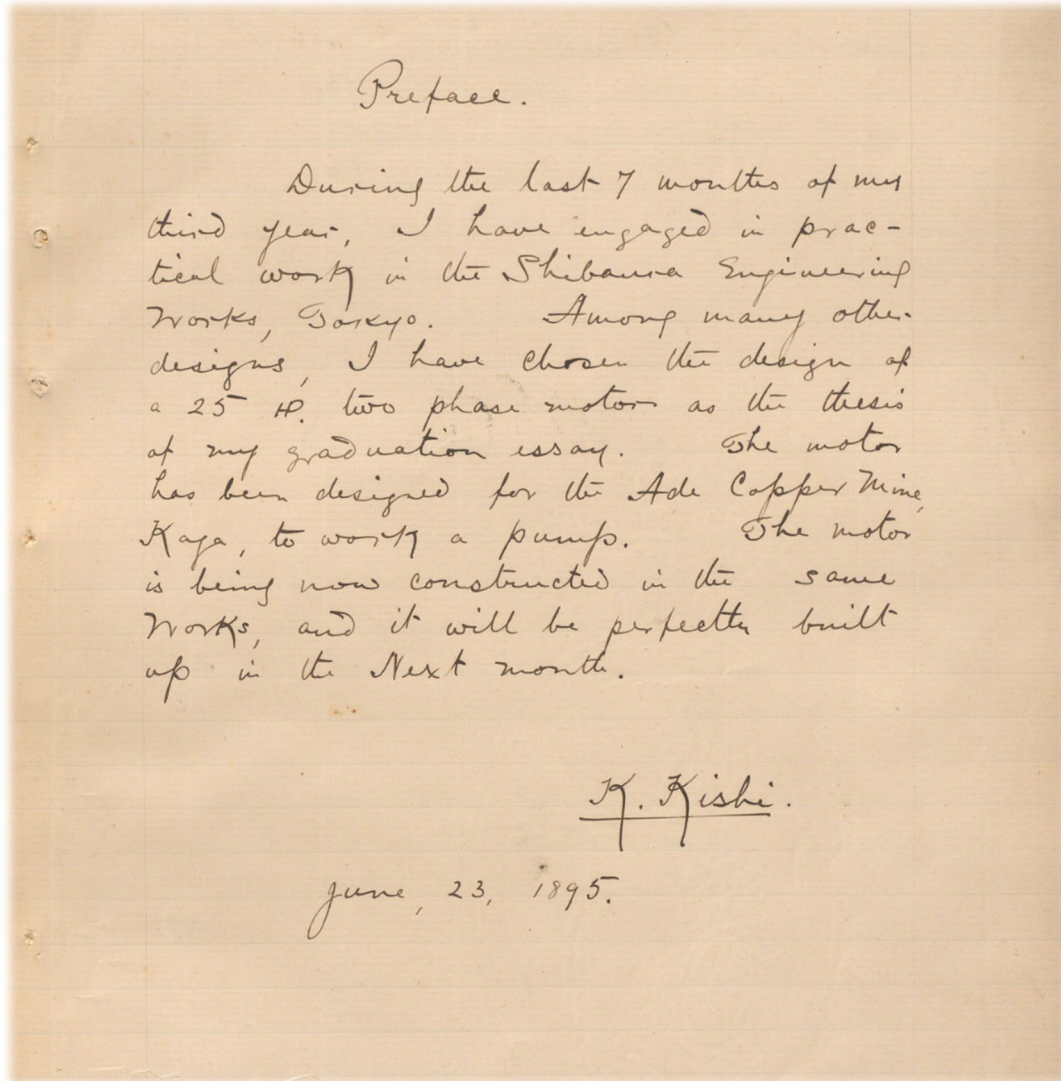 Preface.
During the last 7 months of my
third year, I have engaged in prac-
tical work in the Shibaura Engineering
Works, Tokyo. Among many other
designs, I have chosen the design of
a 25 HP. two phase motor as the thesis
of my graduation essay. The motor
has been designed for the Ade Copper Mine,
Kaga, to work a pump. The motor
is being now constructed in the same
Works, and it will be perfectly built
up in the Next month.
K. Kishi.
June, 23, 1895.